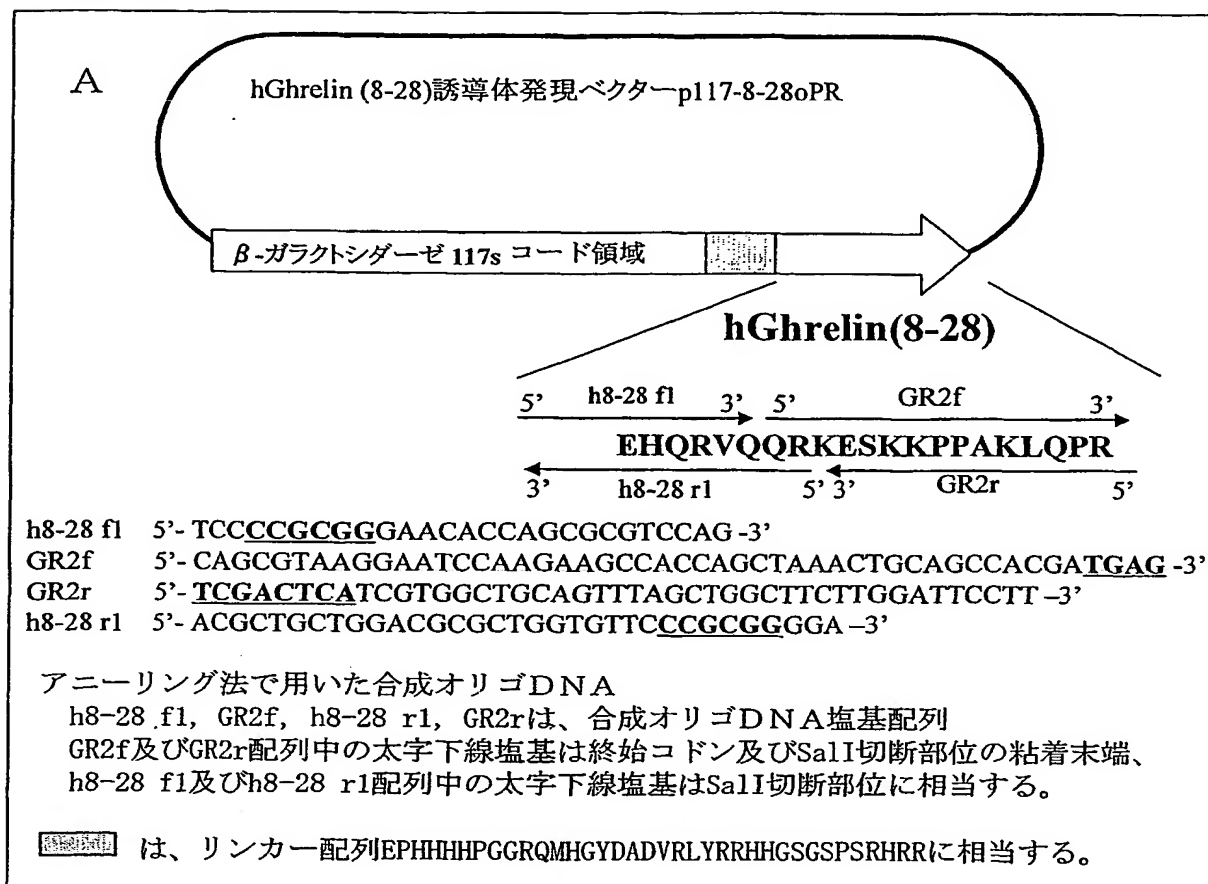 A
hGhrelin (8-28)誘導体発現ベクターp117-8-28oPR
β-ガラクトシダーゼ 117s コード領域
hGhrelin(8-28)
5’ h8-28 f1 3’ 5’ GR2f 3’
EHQRVQQRKESKKPPAKLQPR
3’ h8-28 r1 5’ 3’ GR2r 5’
h8-28 f1 5’- TCCCCGCGGGAACACCAGCGCGTCCAG -3’
GR2f 5’- CAGCGTAAGGAATCCAAGAAGCCACCAGCTAAACTGCAGCCACGATGAG -3’
GR2r 5’- TCGACTCATCGTGGCTGCAGTTTAGCTGGCTTCTTGGATTCCTT –3’
h8-28 r1 5’- ACGCTGCTGGACGCGCTGGTGTTCCCGCGGGGA –3’
アニーリング法で用いた合成オリゴDNA
h8-28 f1, GR2f, h8-28 r1, GR2rは、合成オリゴDNA塩基配列
GR2f及びGR2r配列中の太字下線塩基は終始コドン及びSalI切断部位の粘着末端、
h8-28 f1及びh8-28 r1配列中の太字下線塩基はSalI切断部位に相当する。
は、リンカー配列EPHHHHPGGRQMHGYDADVRLYRRHHGSGSPSRHRRに相当する。